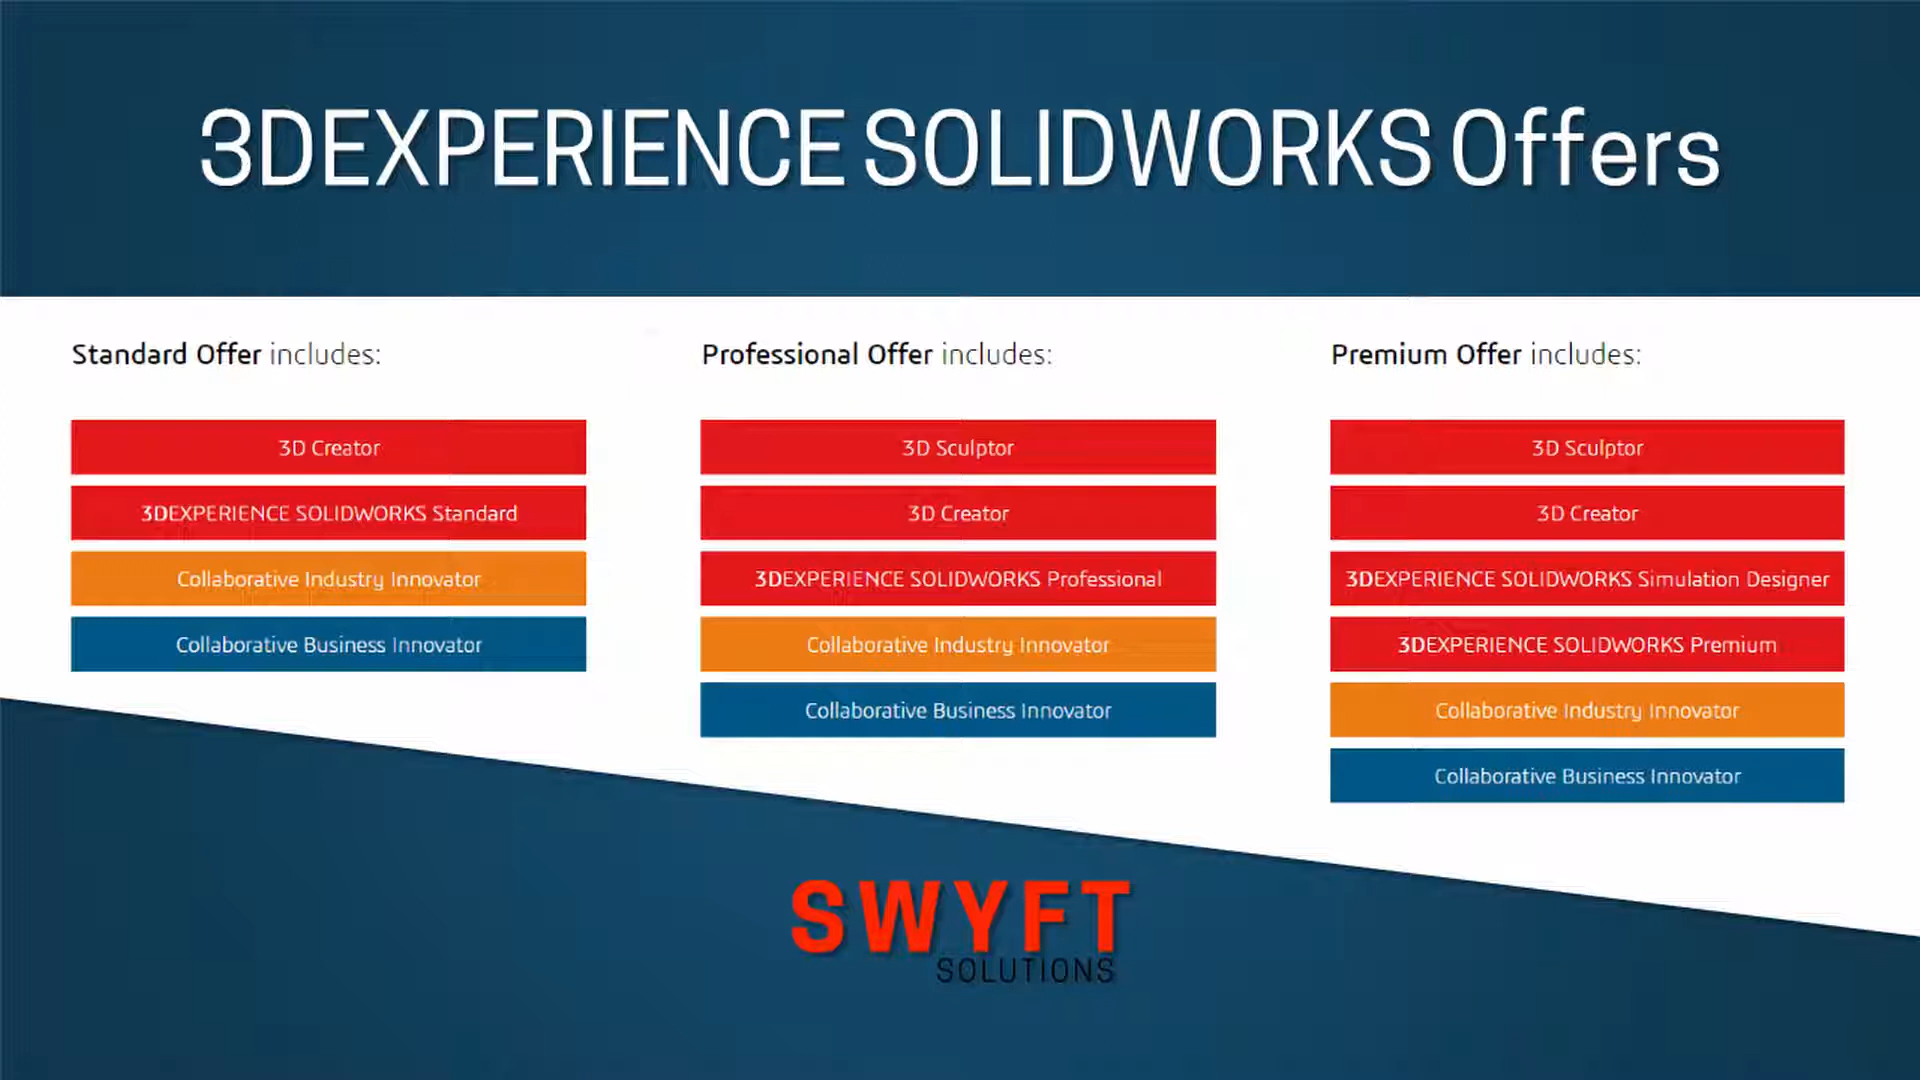 3DEXPERIENCE SOLIDWORKS Offers
Standard Offer includes:
3D Creator
3DEXPERIENCE SOLIDWORKS Standard
Collaborative Industry Innovator
Collaborative Business Innovator
Professional Offer includes:
3D Sculptor
3D Creator
3DEXPERIENCE SOLIDWORKS Professional
Collaborative Industry Innovator
Collaborative Business Innovator
Premium Offer includes:
3D Sculptor
3D Creator
3DEXPERIENCE SOLIDWORKS Simulation Designer
3DEXPERIENCE SOLIDWORKS Premium
Collaborative Industry Innovator
Collaborative Business Innovator
SWYFT
SOLUTIONS